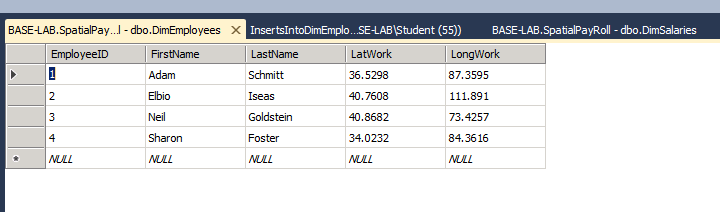 BASE-LAB.SpatialPay...l - dbo.DimEmployees InsertsIntoDimEmplo...SE-LAB\Student (55)) BASE-LAB.SpatialPayRoll - dbo.DimSalaries
EmployeeID FirstName LastName LatWork LongWork
1 Adam Schmitt 36.5298 87.3595
2 Elbio Iseas 40.7608 111.891
3 Neil Goldstein 40.8682 73.4257
4 Sharon Foster 34.0232 84.3616
NULL NULL NULL NULL NULL